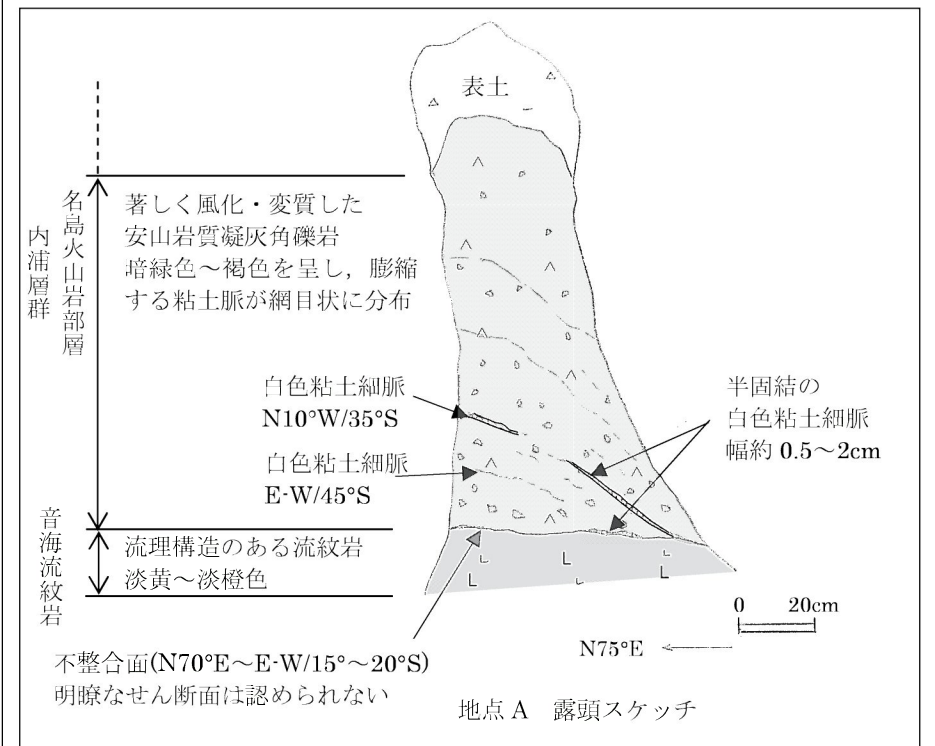 表土
内浦層群
名島火山岩部層
著しく風化・変質した
安山岩質凝灰角礫岩
暗緑色～褐色を呈し，膨縮
する粘土脈が網目状に分布
白色粘土細脈
N10°W/35°S
白色粘土細脈
E-W/45°S
半固結の
白色粘土細脈
幅約 0.5～2cm
音海流紋岩
流理構造のある流紋岩
淡黄～淡橙色
不整合面(N70°E～E-W/15°～20°S)
明瞭なせん断面は認められない
0 20cm
N75°E
地点 A 露頭スケッチ